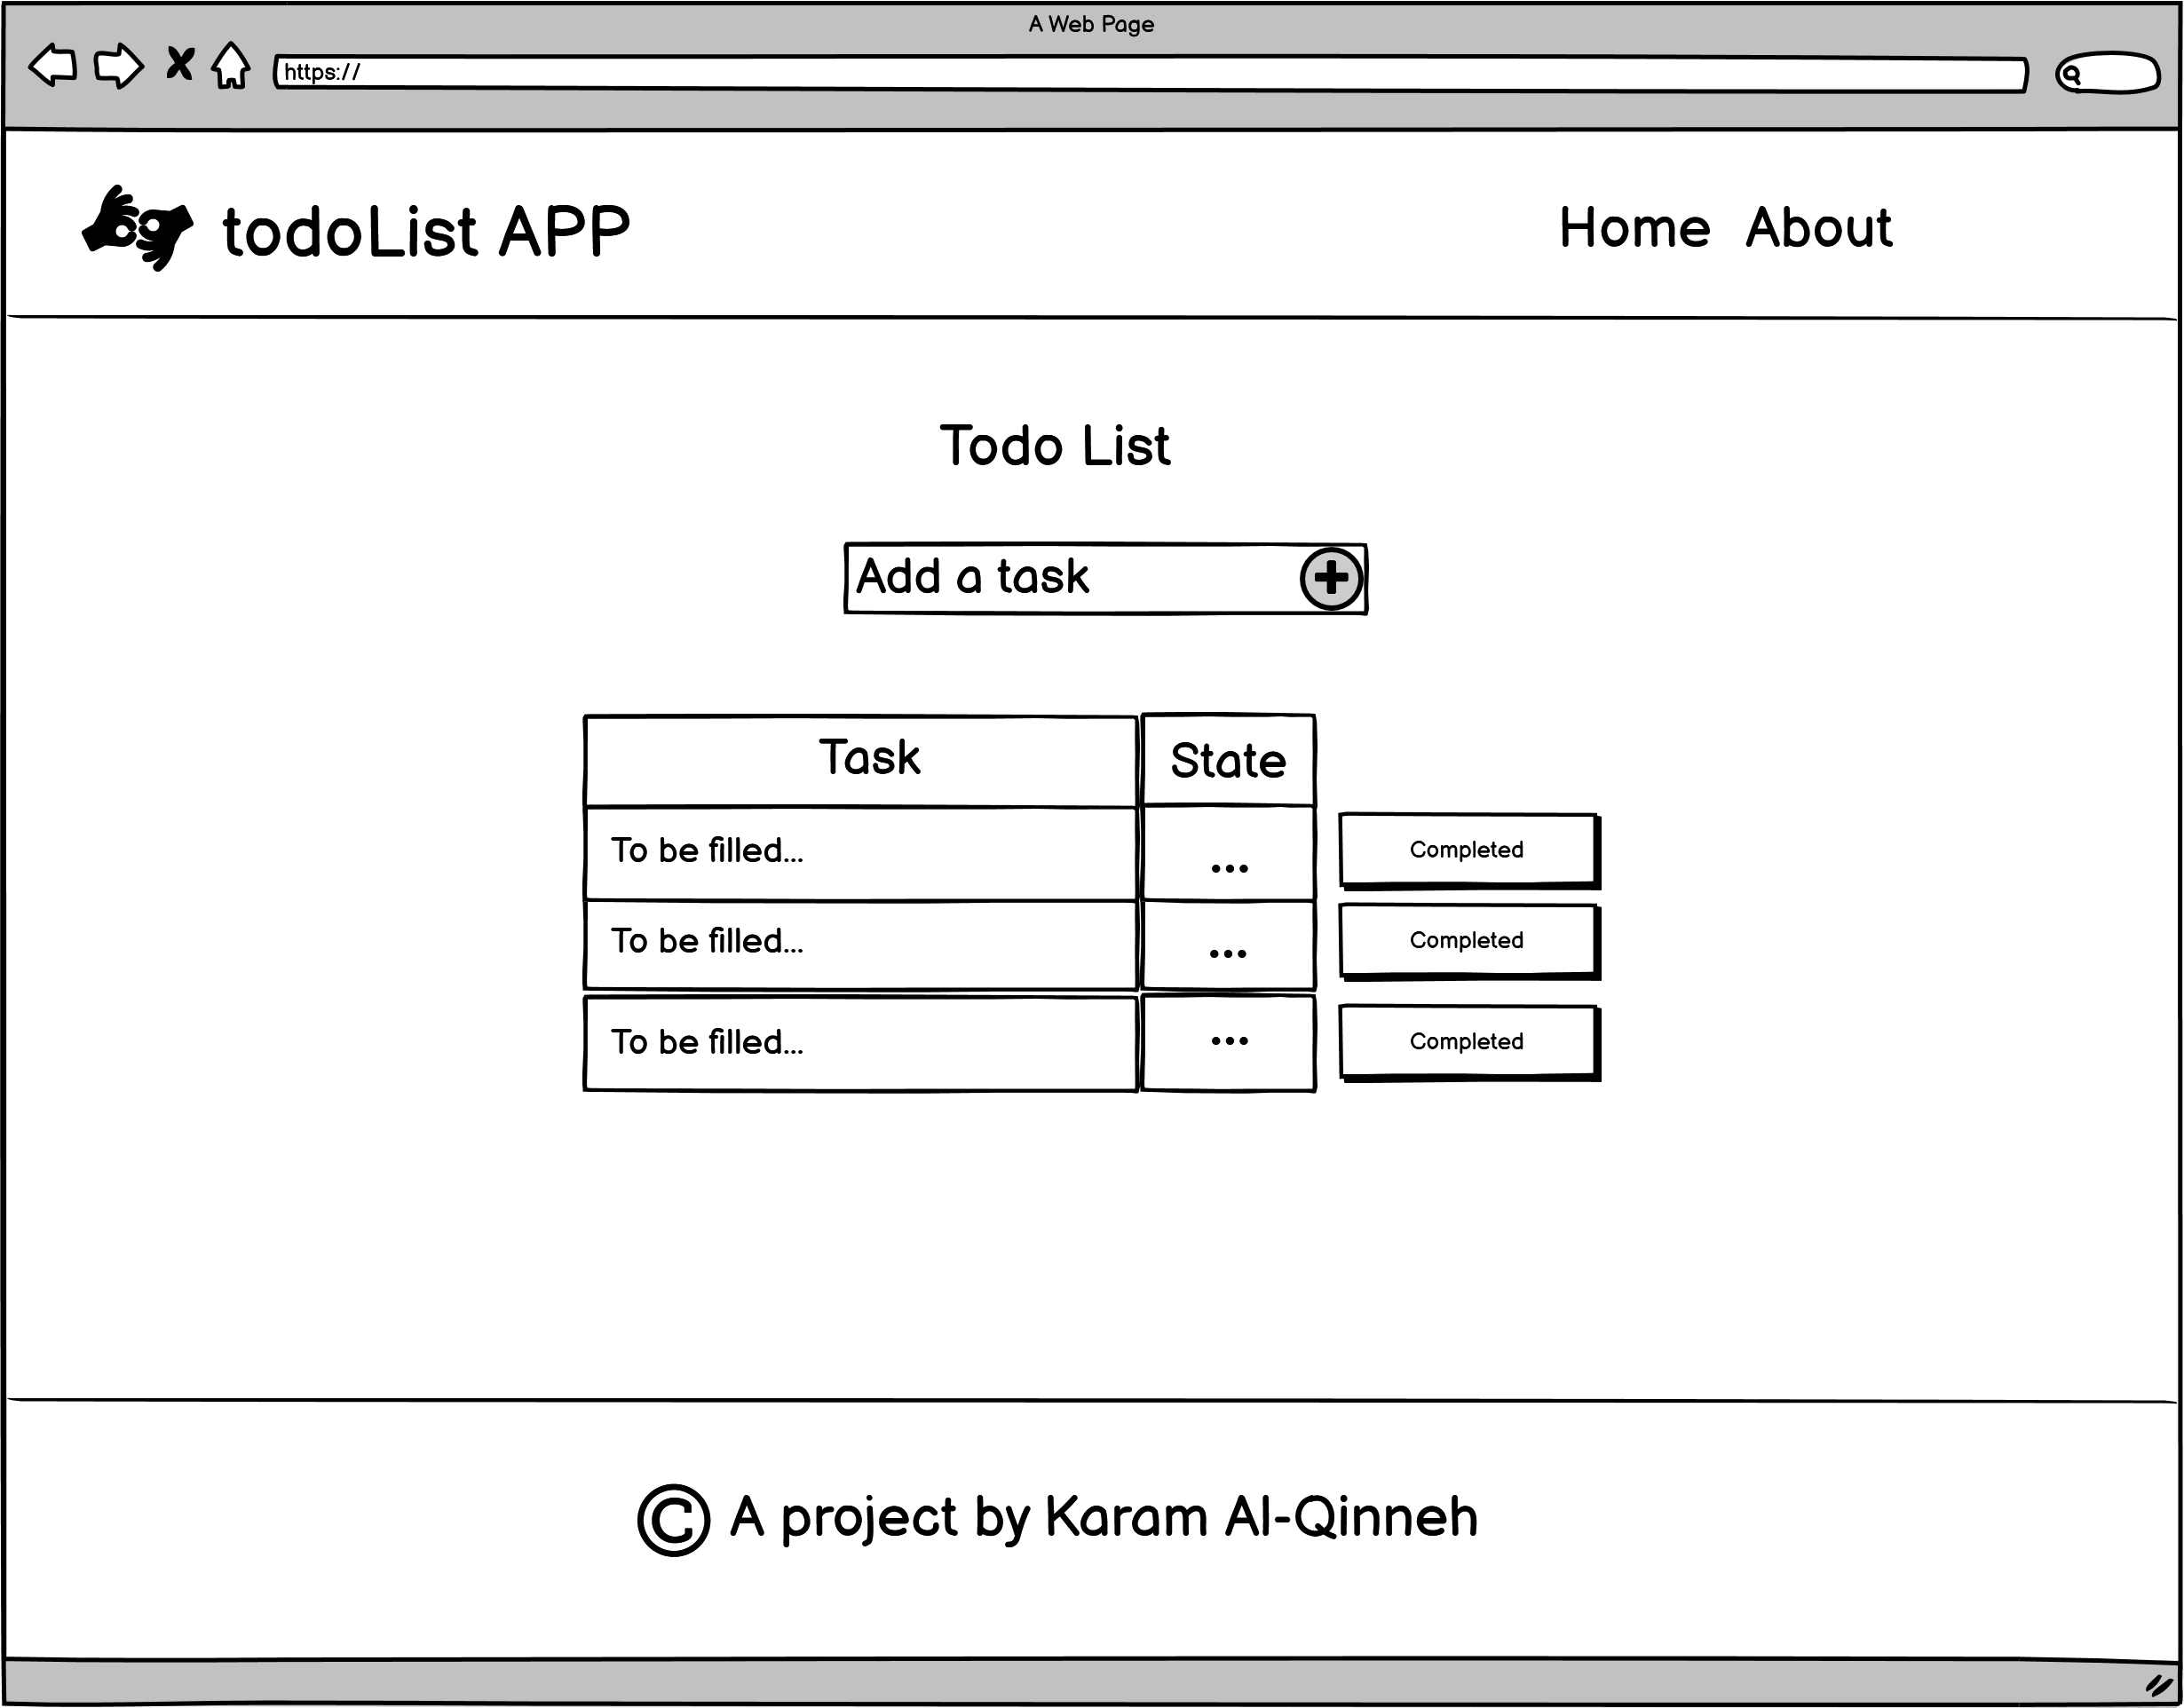 A Web Page
https://
todoList APP
Home About
Todo List
Add a task
Task State
To be filled... ... Completed
To be filled... ... Completed
To be filled... ... Completed
© A project by Karam Al-Qinneh